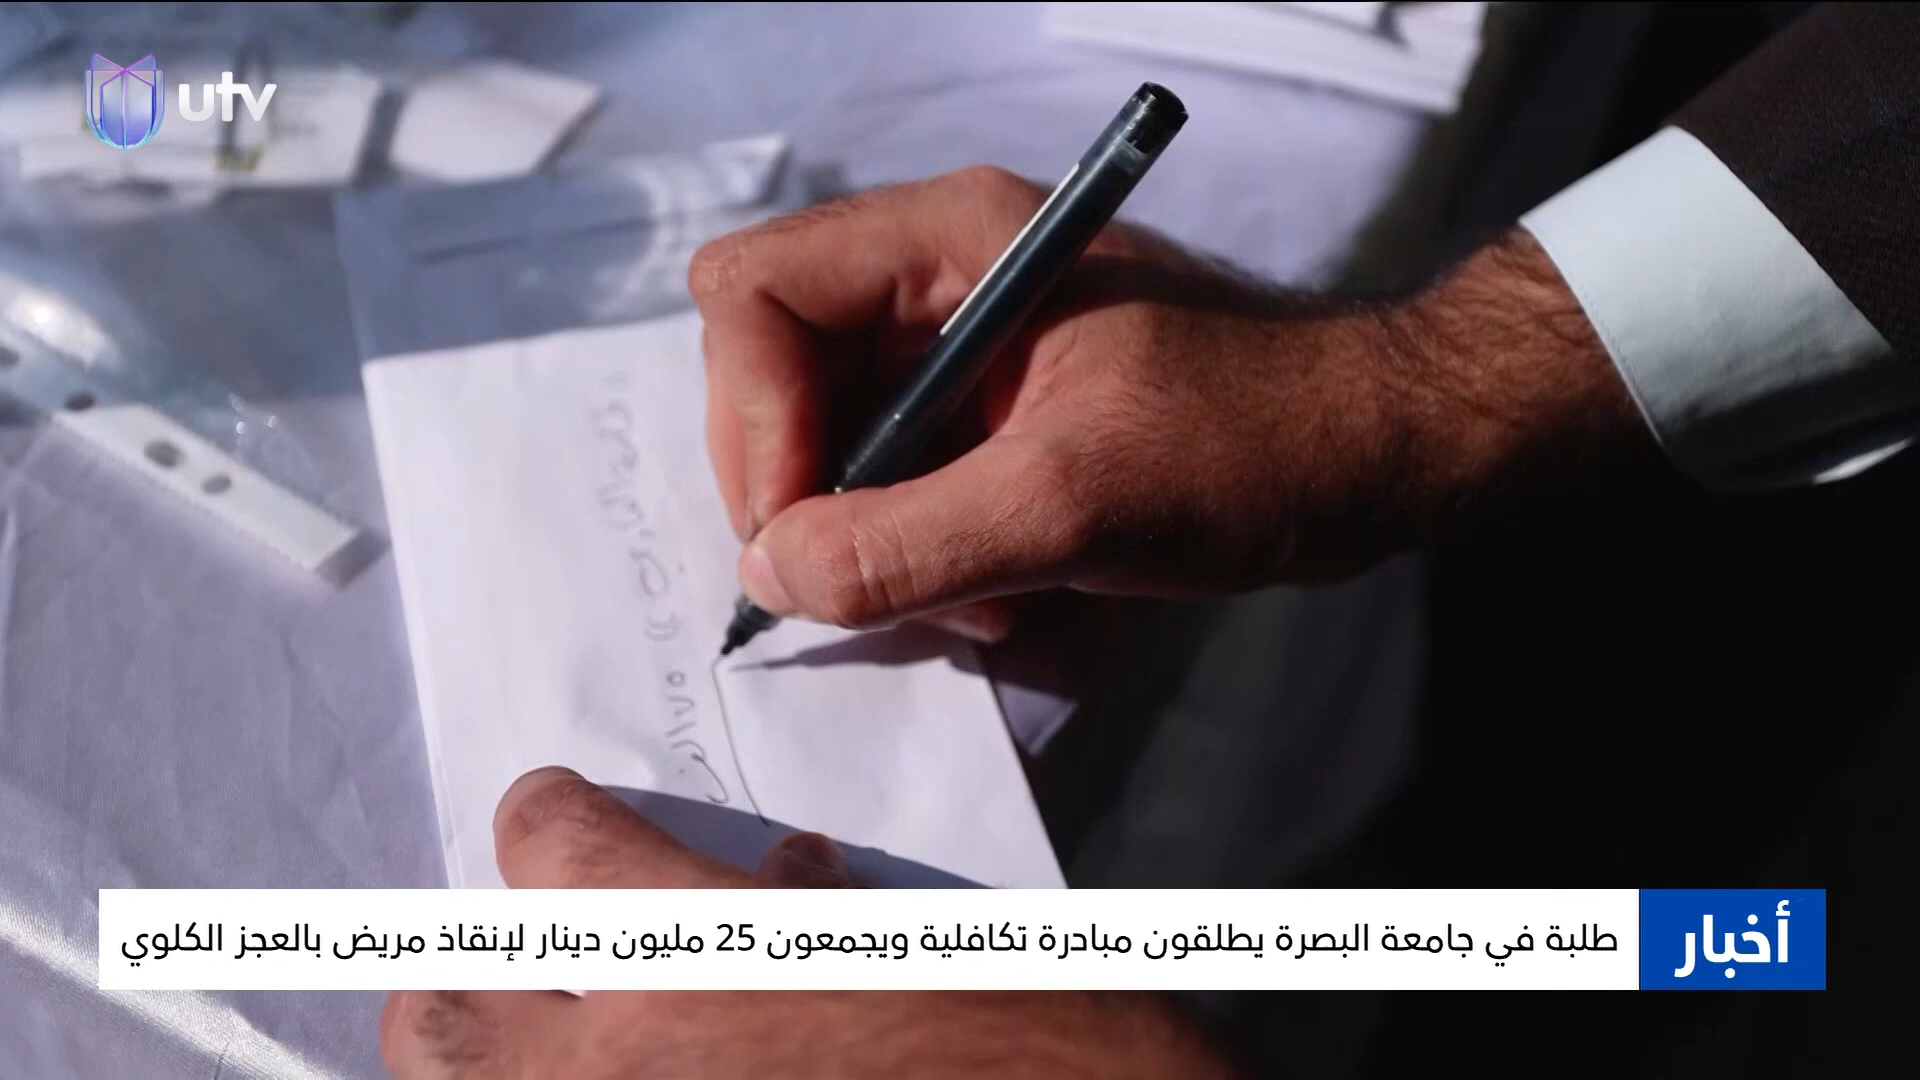 utv
أخبار
طلبة في جامعة البصرة يطلقون مبادرة تكافلية ويجمعون 25 مليون دينار لإنقاذ مريض بالعجز الكلوي